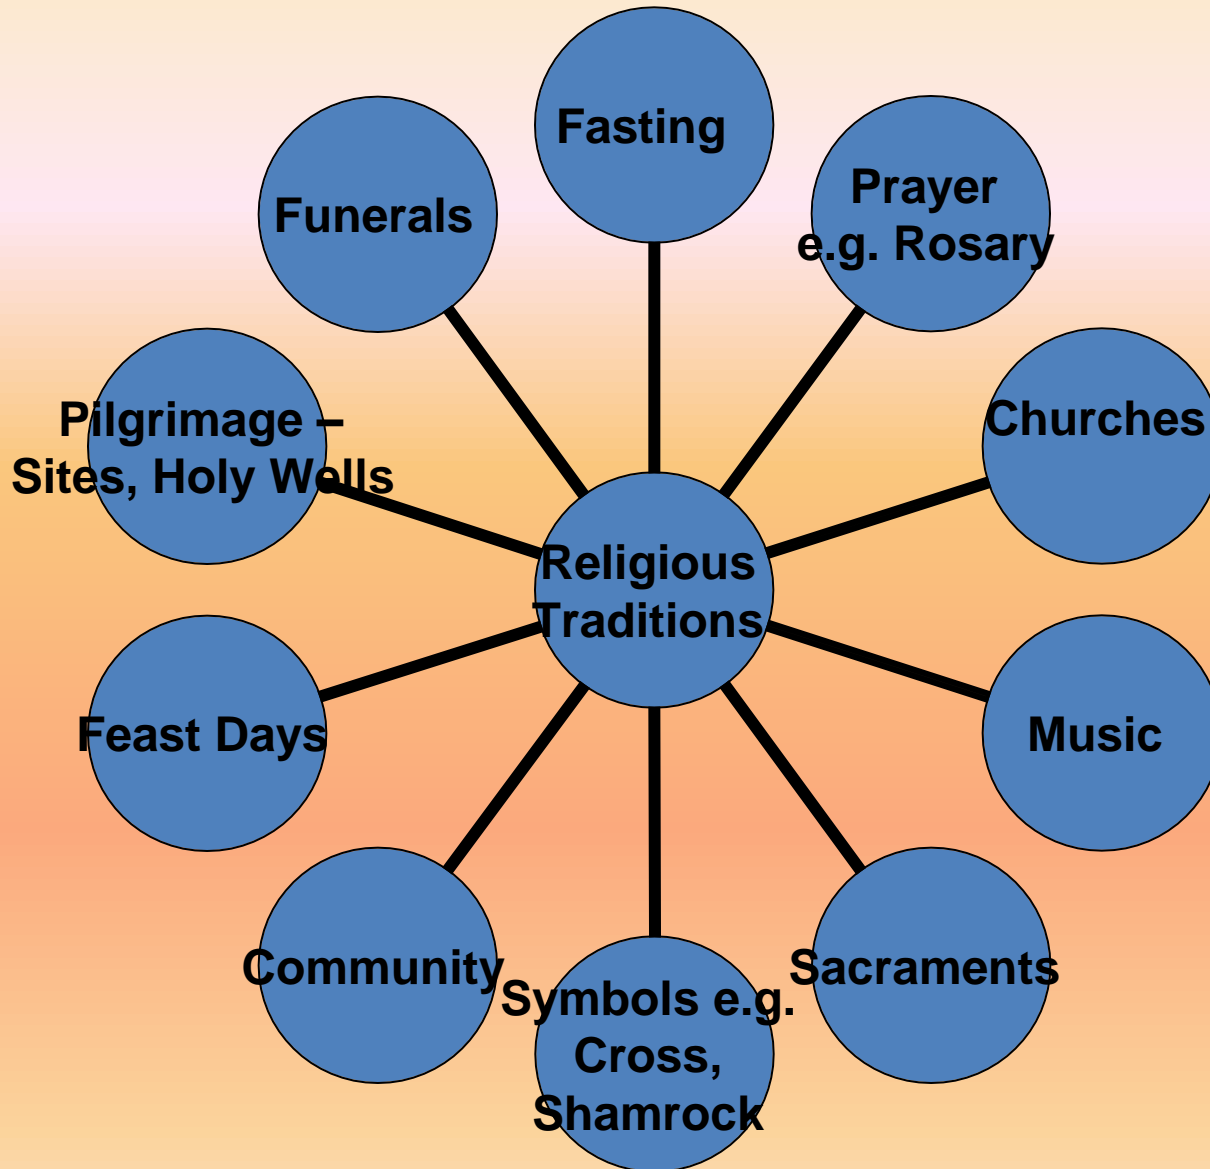 Fasting
Prayer
e.g. Rosary
Funerals
Churches
Pilgrimage –
Sites, Holy Wells
Religious
Traditions
Feast Days
Music
Community
Sacraments
Symbols e.g.
Cross,
Shamrock